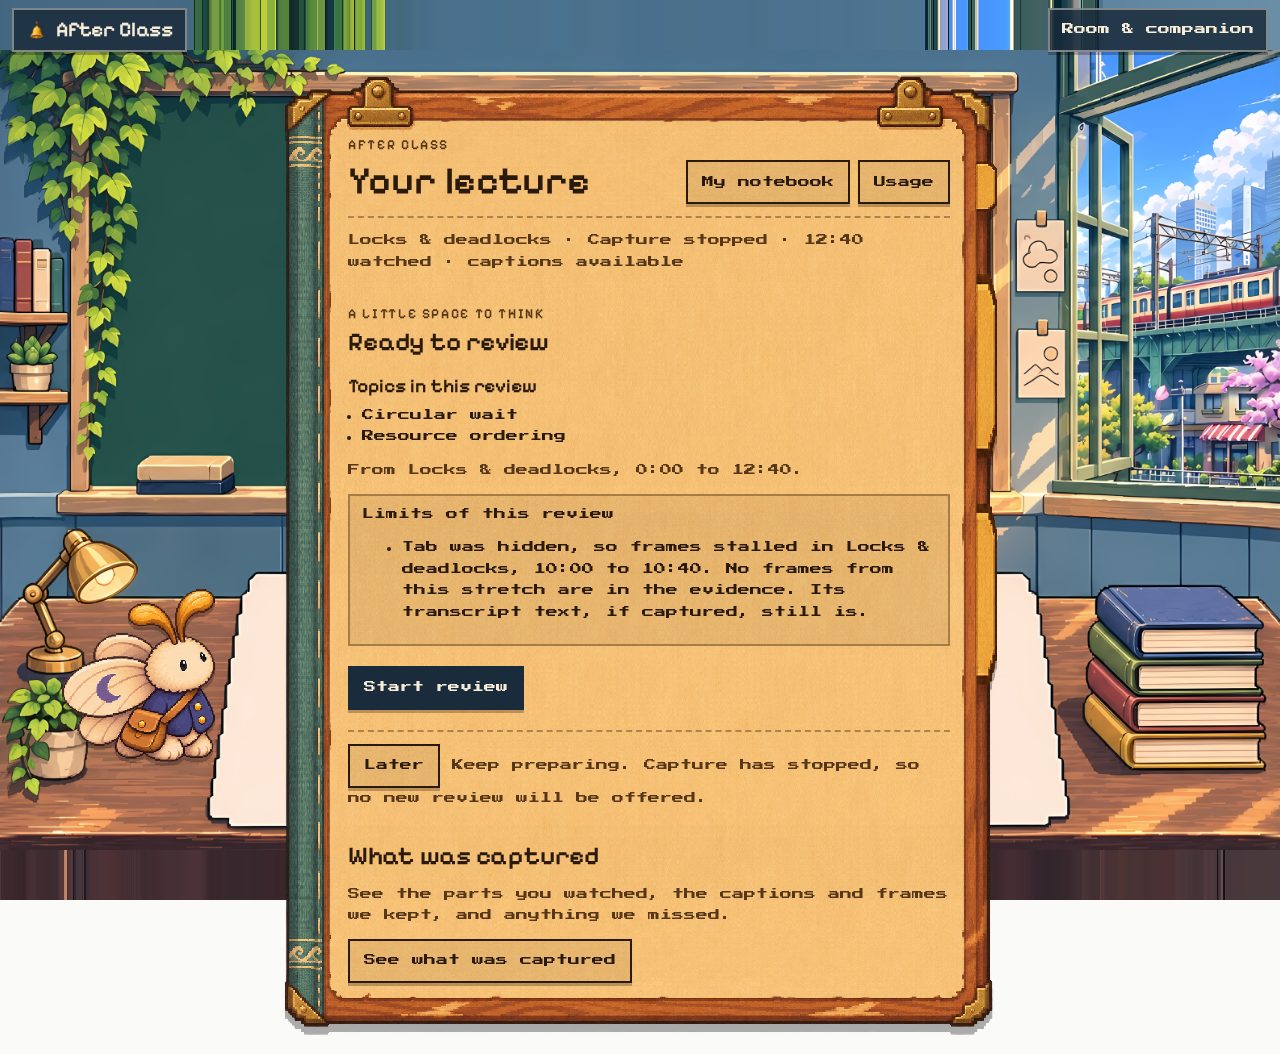 After Class
Room & companion
AFTER CLASS
Your lecture
My notebook
Usage
Locks & deadlocks · Capture stopped · 12:40
watched · captions available
A LITTLE SPACE TO THINK
Ready to review
Topics in this review
• Circular wait
• Resource ordering
From Locks & deadlocks, 0:00 to 12:40.
Limits of this review
• Tab was hidden, so frames stalled in Locks &
deadlocks, 10:00 to 10:40. No frames from
this stretch are in the evidence. Its
transcript text, if captured, still is.
Start review
Later
Keep preparing. Capture has stopped, so
no new review will be offered.
What was captured
See the parts you watched, the captions and frames
we kept, and anything we missed.
See what was captured